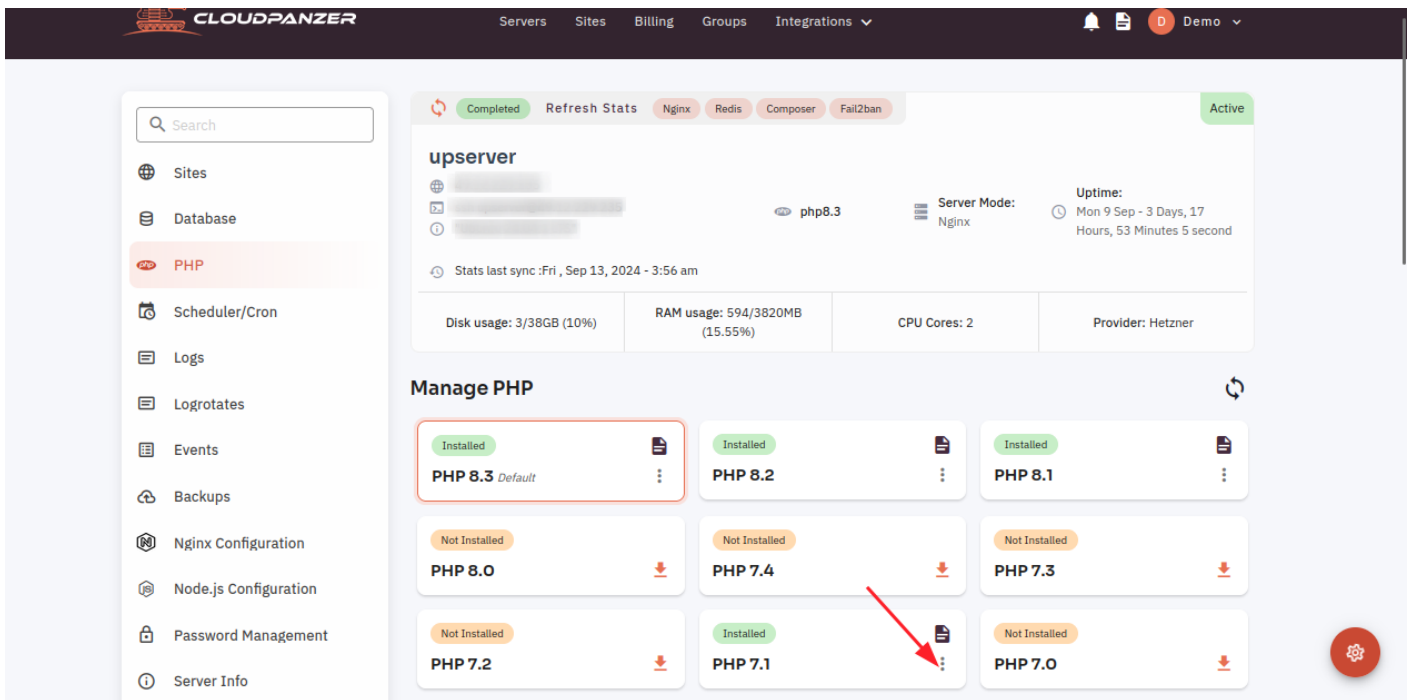 CLOUDPANZER
Servers Sites Billing Groups Integrations
D Demo
Search
Sites
Database
php PHP
Scheduler/Cron
Logs
Logrotates
Events
Backups
Nginx Configuration
Node.js Configuration
Password Management
Server Info
Completed Refresh Stats Nginx Redis Composer Fail2ban
Active
upserver
php php8.3
Server Mode:
Nginx
Uptime:
Mon 9 Sep - 3 Days, 17
Hours, 53 Minutes 5 second
Stats last sync :Fri , Sep 13, 2024 - 3:56 am
Disk usage: 3/38GB (10%)
RAM usage: 594/3820MB
(15.55%)
CPU Cores: 2
Provider: Hetzner
Manage PHP
Installed
PHP 8.3 Default
Installed
PHP 8.2
Installed
PHP 8.1
Not Installed
PHP 8.0
Not Installed
PHP 7.4
Not Installed
PHP 7.3
Not Installed
PHP 7.2
Installed
PHP 7.1
Not Installed
PHP 7.0